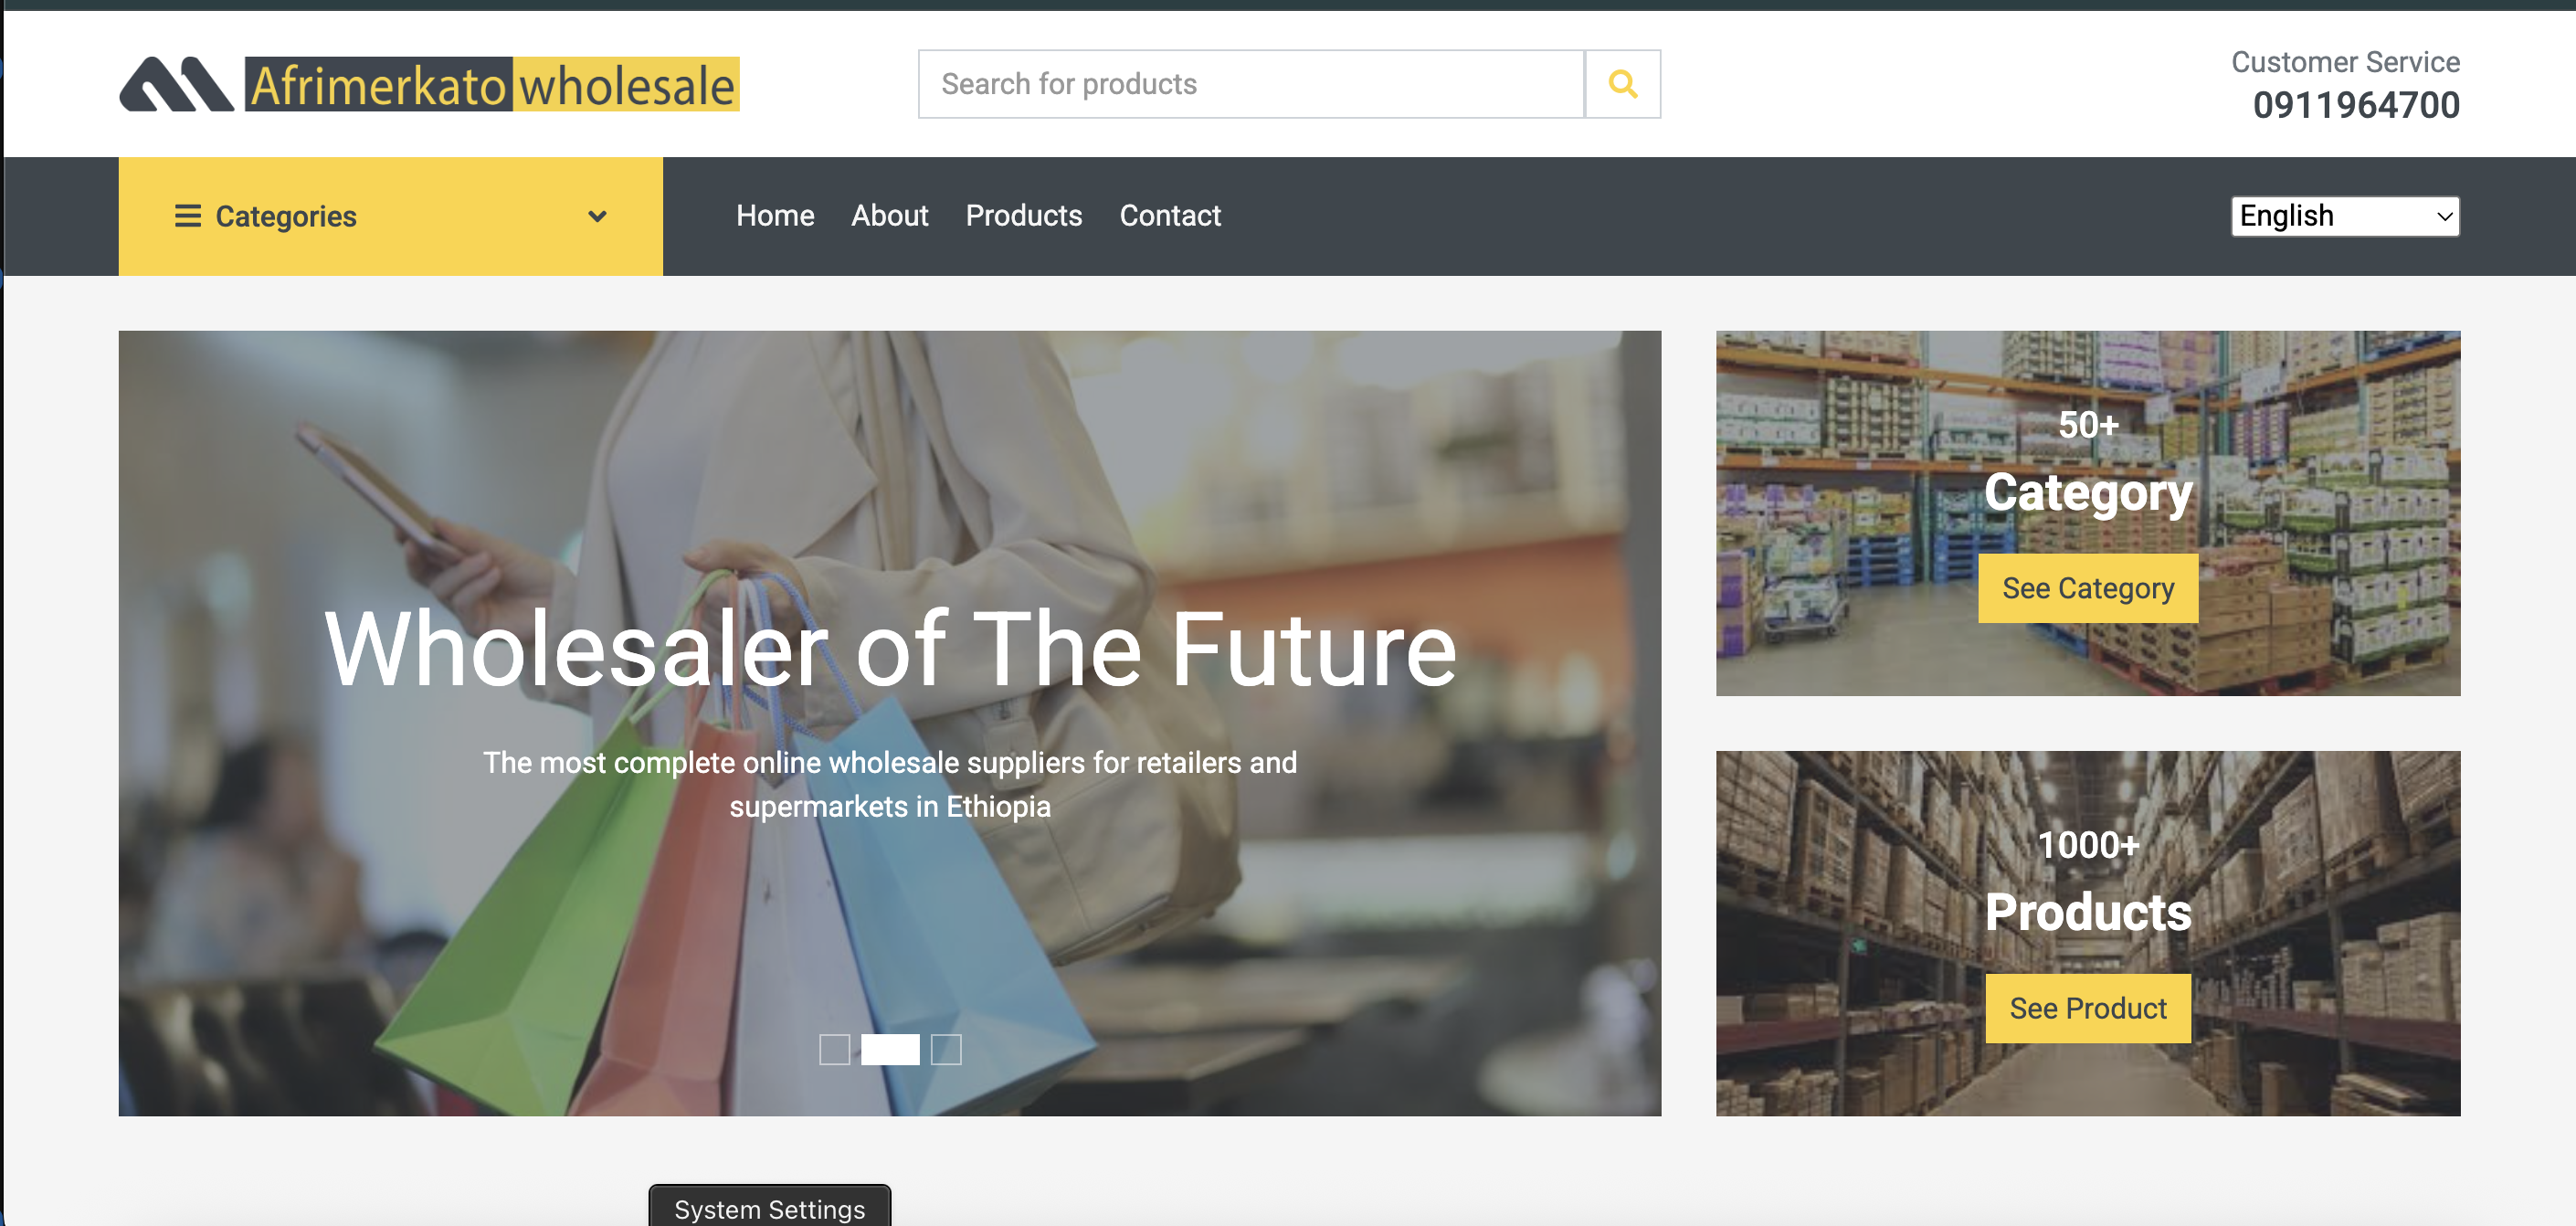 Afrimerkato wholesale
Search for products
Customer Service
0911964700
Categories
Home About Products Contact
English
Wholesaler of The Future
The most complete online wholesale suppliers for retailers and
supermarkets in Ethiopia
50+
Category
See Category
1000+
Products
See Product
System Settings